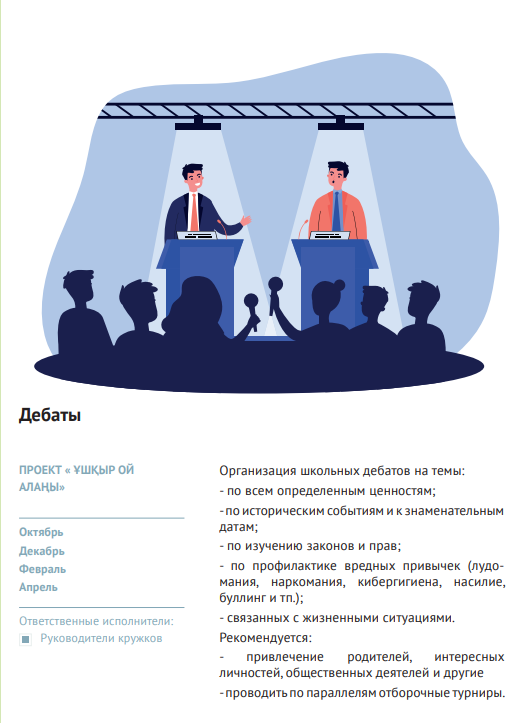 Дебаты
ПРОЕКТ « ҰШҚЫР ОЙ
АЛАҢЫ»
Октябрь
Декабрь
Февраль
Апрель
Ответственные исполнители:
Руководители кружков
Организация школьных дебатов на темы:
- по всем определенным ценностям;
- по историческим событиям и к знаменательным
датам;
- по изучению законов и прав;
- по профилактике вредных привычек (лудо-
мания, наркомания, кибергигиена, насилие,
буллинг и тп.);
- связанных с жизненными ситуациями.
Рекомендуется:
- привлечение родителей, интересных
личностей, общественных деятелей и другие
- проводить по параллелям отборочные турниры.